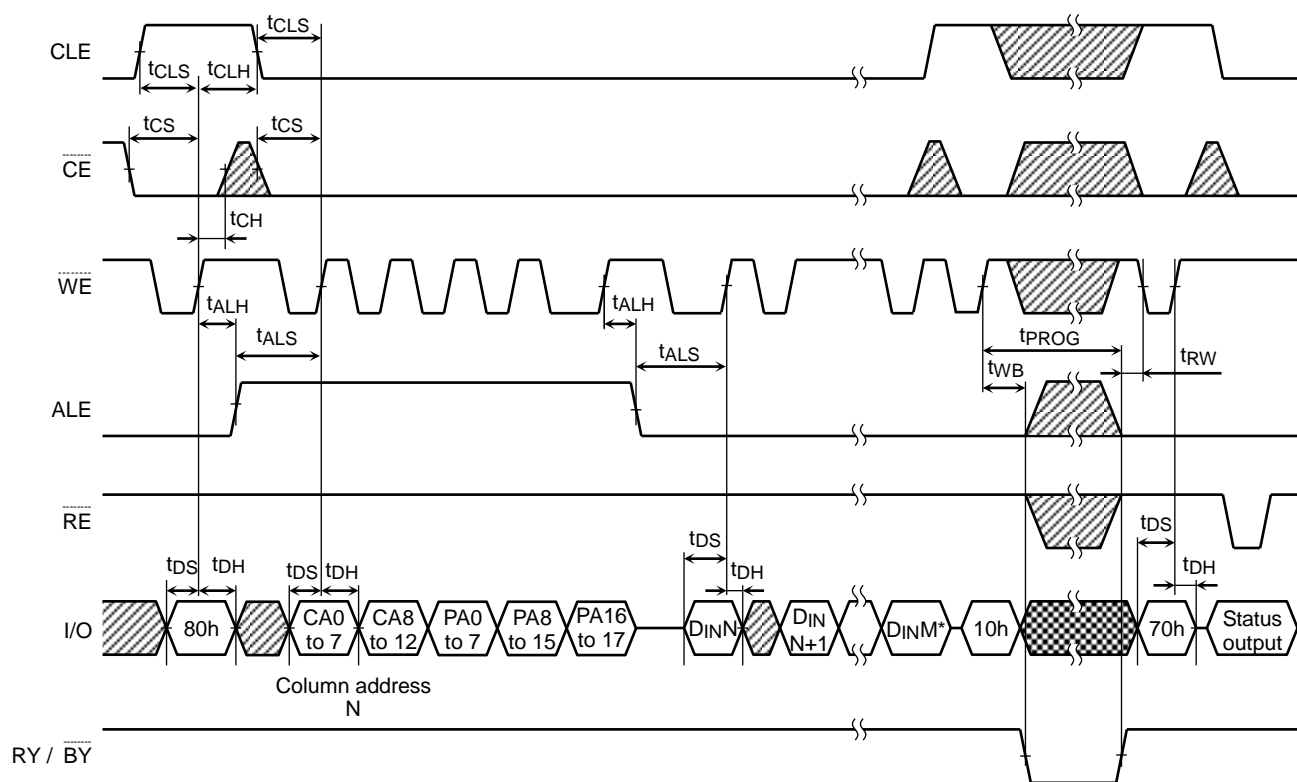 CLE
tCLS
tCLS
tCLH
tCS
tCS
CE
tCH
WE
tALH
tALH
tALS
tALS
tPROG
tWB
tRW
ALE
RE
tDS
tDH
tDS
tDH
tDS
tDH
tDS
tDH
I/O
80h
CA0
to 7
CA8
to 12
PA0
to 7
PA8
to 15
PA16
to 17
DINN
DIN
N+1
DINM*
10h
70h
Status
output
Column address
N
RY / BY